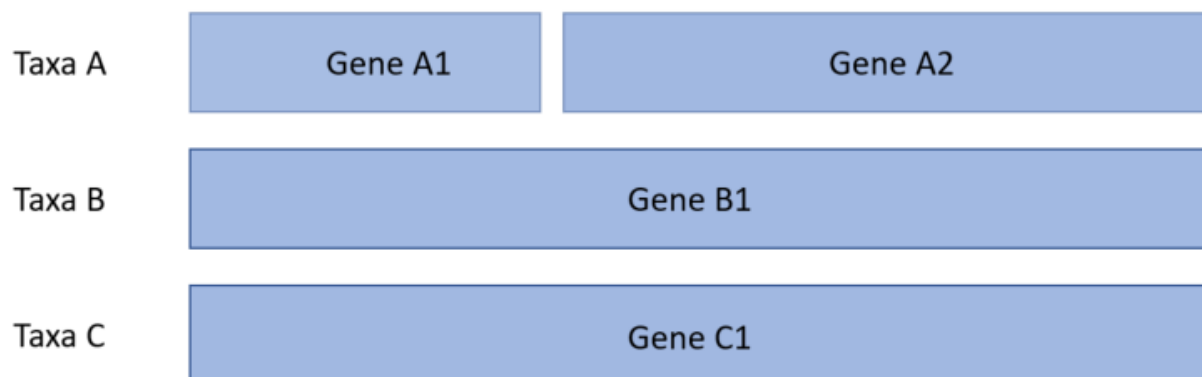 Taxa A Gene A1 Gene A2
Taxa B Gene B1
Taxa C Gene C1